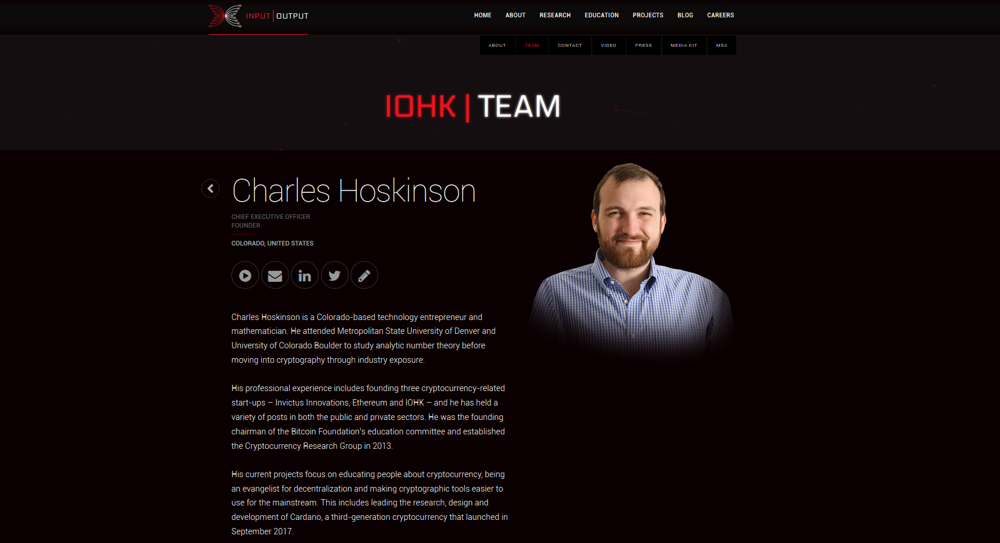 INPUT | OUTPUT
HOME ABOUT RESEARCH EDUCATION PROJECTS BLOG CAREERS
ABOUT TEAM CONTACT VIDEO PRESS MEDIA KIT MSA
IOHK | TEAM
Charles Hoskinson
CHIEF EXECUTIVE OFFICER
FOUNDER
COLORADO, UNITED STATES
in
Charles Hoskinson is a Colorado-based technology entrepreneur and
mathematician. He attended Metropolitan State University of Denver and
University of Colorado Boulder to study analytic number theory before
moving into cryptography through industry exposure.
His professional experience includes founding three cryptocurrency-related
start-ups – Invictus Innovations, Ethereum and IOHK – and he has held a
variety of posts in both the public and private sectors. He was the founding
chairman of the Bitcoin Foundation's education committee and established
the Cryptocurrency Research Group in 2013.
His current projects focus on educating people about cryptocurrency, being
an evangelist for decentralization and making cryptographic tools easier to
use for the mainstream. This includes leading the research, design and
development of Cardano, a third-generation cryptocurrency that launched in
September 2017.